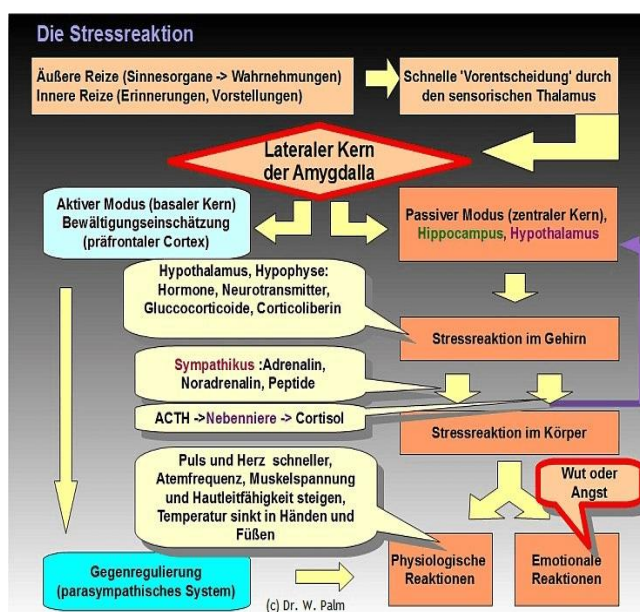 Die Stressreaktion
Äußere Reize (Sinnesorgane -> Wahrnehmungen)
Innere Reize (Erinnerungen, Vorstellungen)
Schnelle 'Vorentscheidung' durch
den sensorischen Thalamus
Lateraler Kern
der Amygdalla
Aktiver Modus (basaler Kern)
Bewältigungseinschätzung
(präfrontaler Cortex)
Passiver Modus (zentraler Kern),
Hippocampus, Hypothalamus
Hypothalamus, Hypophyse:
Hormone, Neurotransmitter,
Gluccocorticoide, Corticoliberin
Stressreaktion im Gehirn
Sympathikus :Adrenalin,
Noradrenalin, Peptide
ACTH ->Nebenniere -> Cortisol
Stressreaktion im Körper
Puls und Herz schneller,
Atemfrequenz, Muskelspannung
und Hautleitfähigkeit steigen,
Temperatur sinkt in Händen und
Füßen
Wut oder
Angst
Gegenregulierung
(parasympathisches System)
Physiologische
Reaktionen
Emotionale
Reaktionen
(c) Dr. W. Palm